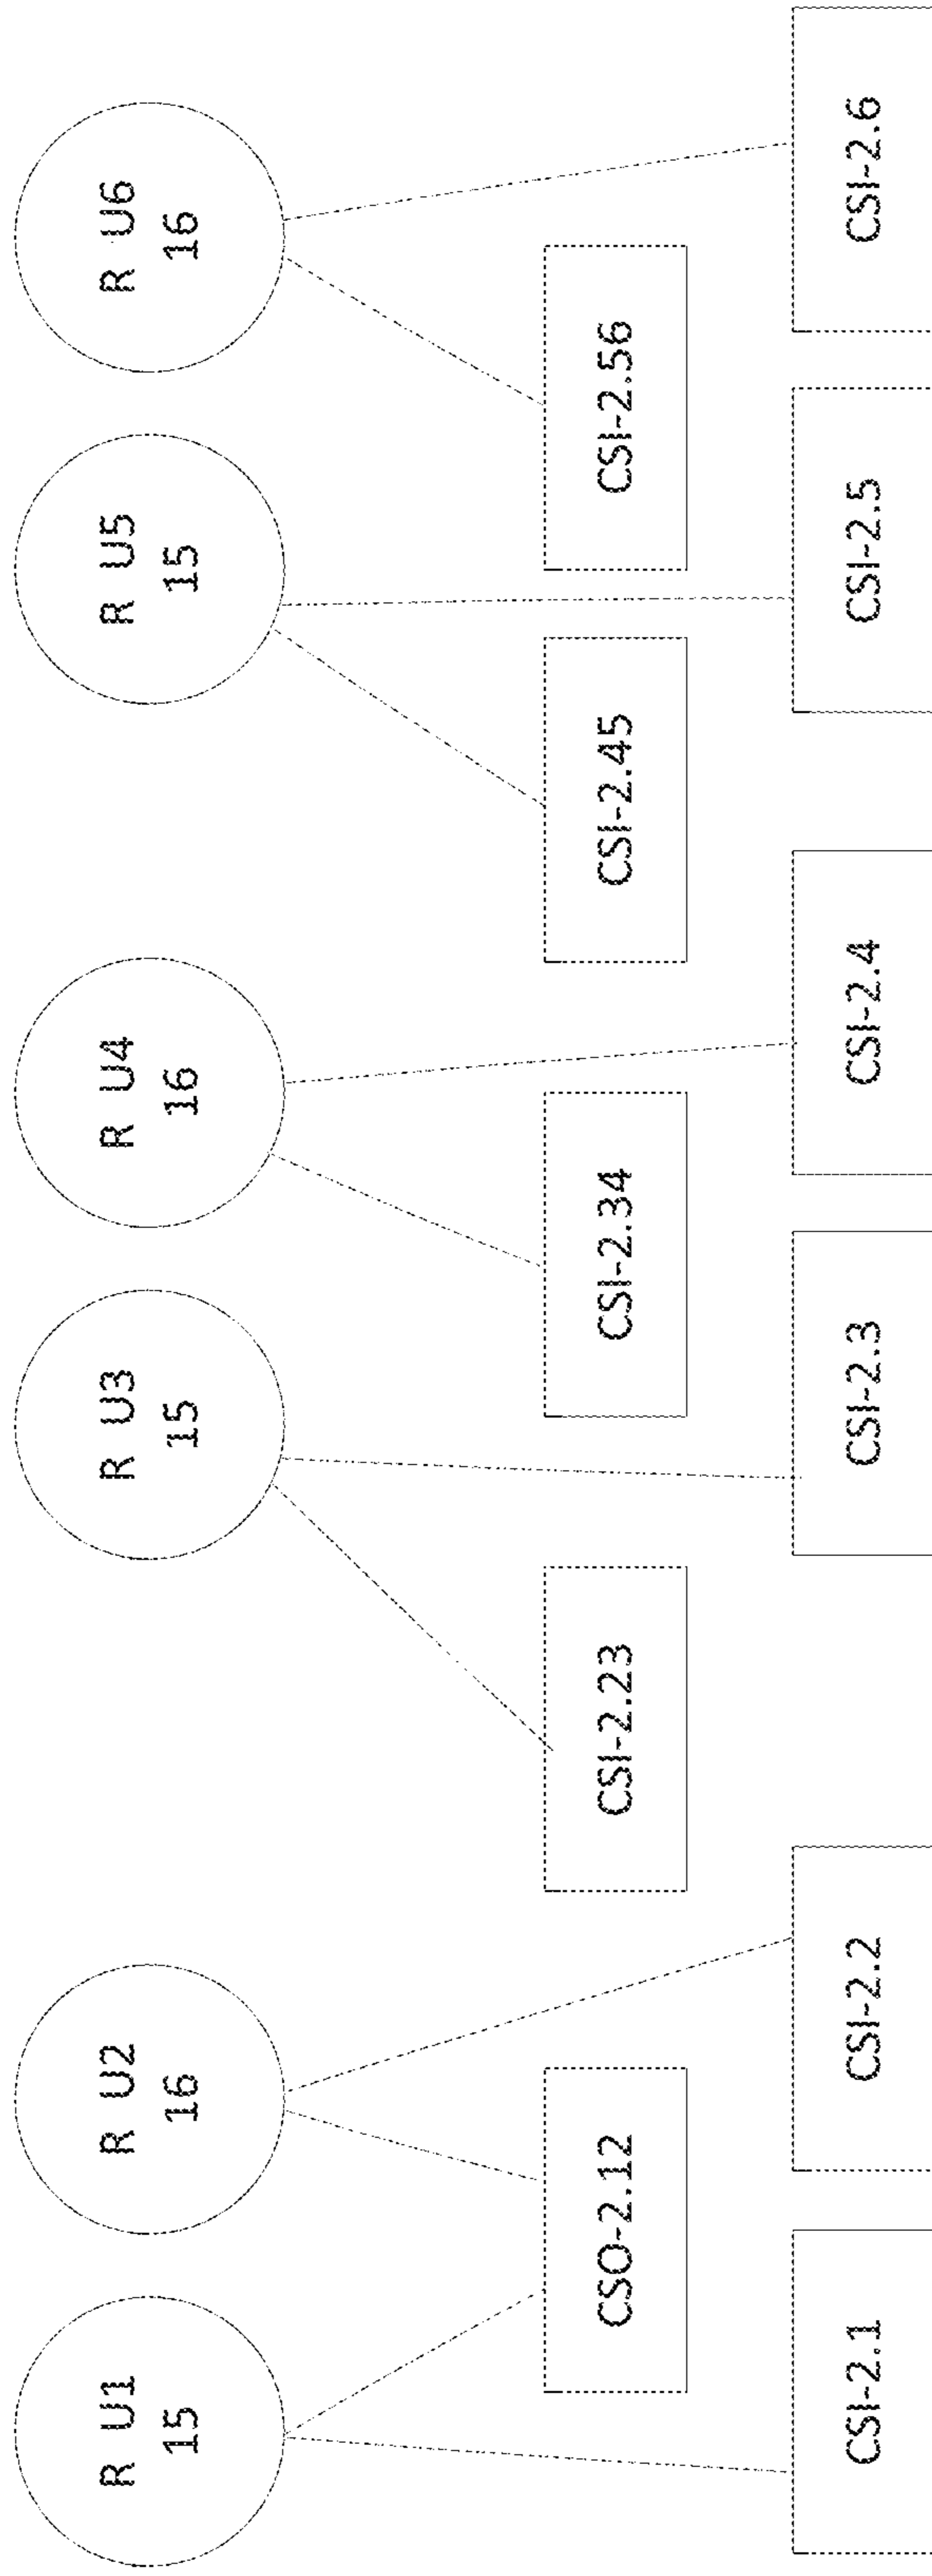 R U1
15
R U2
16
R U3
15
R U4
16
R U5
15
R U6
16
CSO-2.12
CSI-2.23
CSI-2.34
CSI-2.45
CSI-2.56
CSI-2.1
CSI-2.2
CSI-2.3
CSI-2.4
CSI-2.5
CSI-2.6